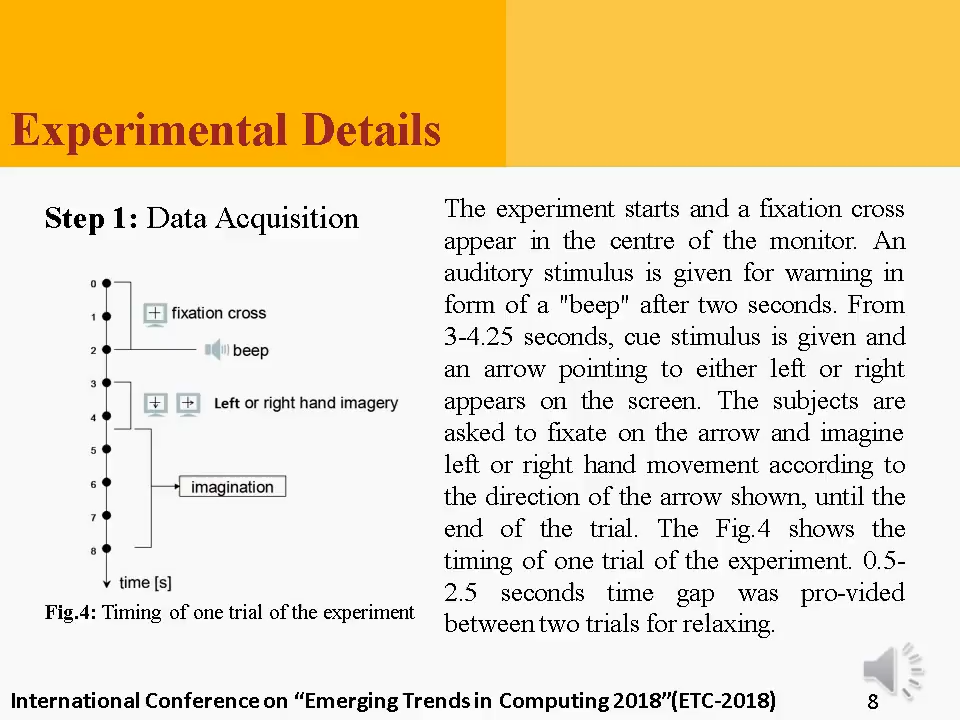 Experimental Details
Step 1: Data Acquisition
0
fixation cross
1
2
beep
3
Left or right hand imagery
4
5
6
imagination
7
8
time [s]
Fig.4: Timing of one trial of the experiment
The experiment starts and a fixation cross
appear in the centre of the monitor. An
auditory stimulus is given for warning in
form of a "beep" after two seconds. From
3-4.25 seconds, cue stimulus is given and
an arrow pointing to either left or right
appears on the screen. The subjects are
asked to fixate on the arrow and imagine
left or right hand movement according to
the direction of the arrow shown, until the
end of the trial. The Fig.4 shows the
timing of one trial of the experiment. 0.5-
2.5 seconds time gap was pro-vided
between two trials for relaxing.
International Conference on “Emerging Trends in Computing 2018”(ETC-2018)
8